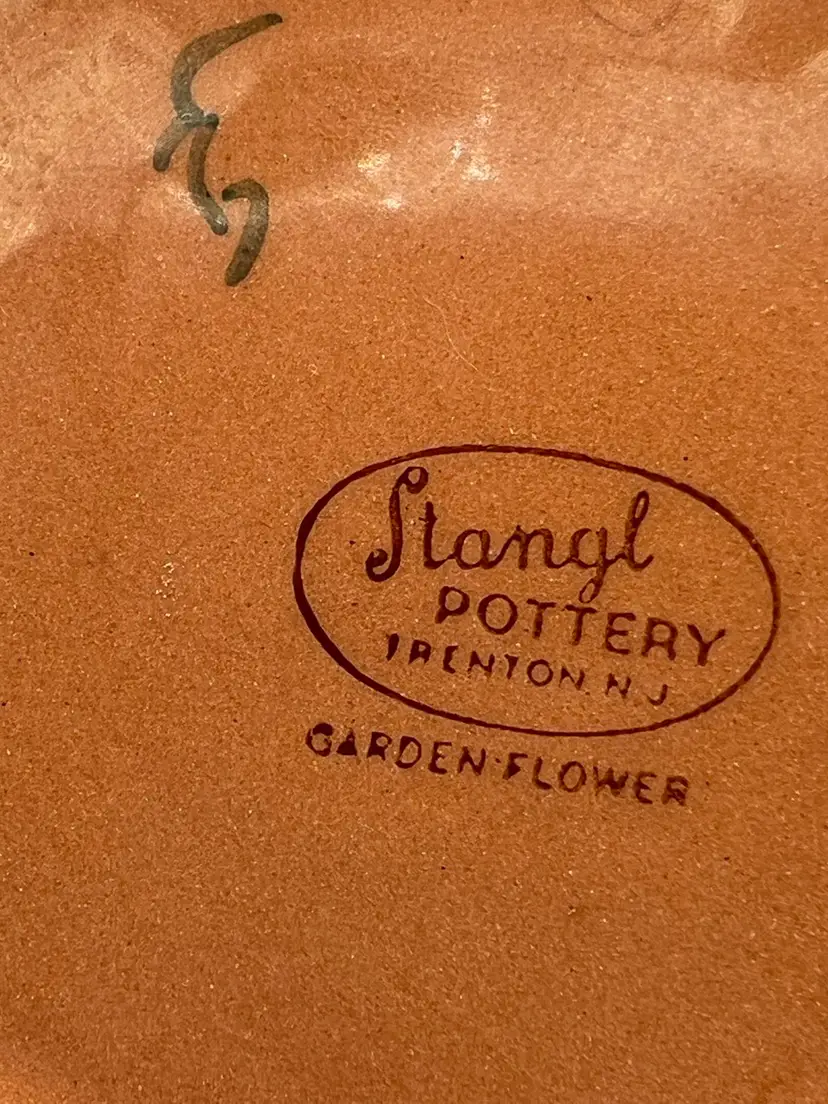 Stangl
POTTERY
TRENTON. N. J.
GARDEN·FLOWER